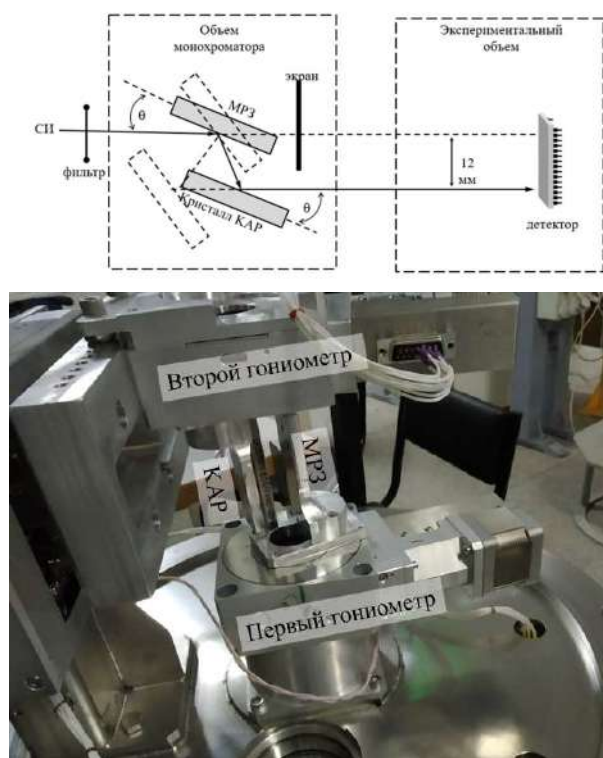 Объем
монохроматора
Экспериментальный
объем
экран
МРЗ
θ
СИ
фильтр
12
мм
θ
Кристалл КАР
детектор
Второй гониометр
КАР
МРЗ
Первый гониометр